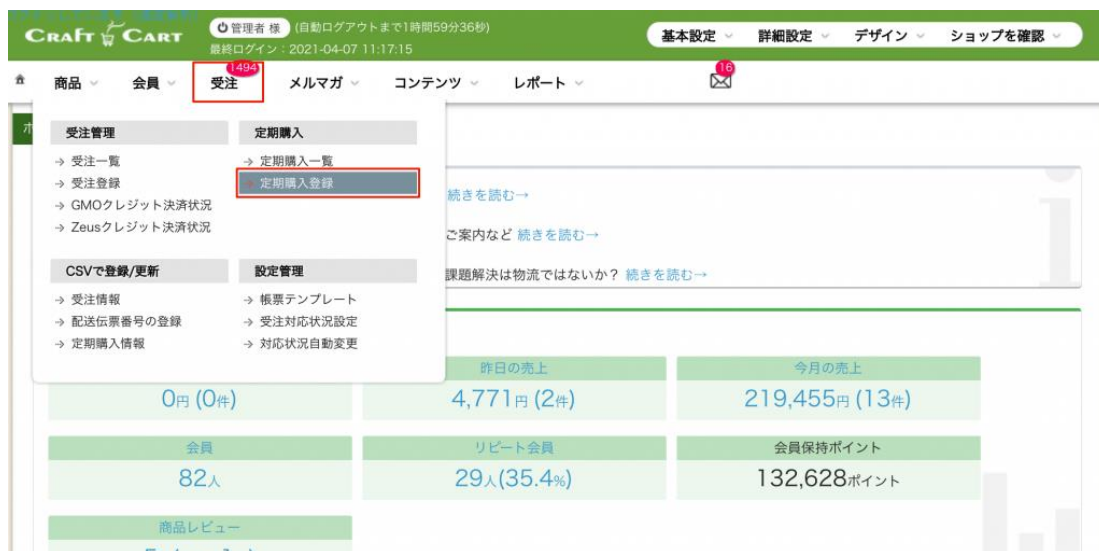 CRAFT CART
管理者 様 (自動ログアウトまで1時間59分36秒)
最終ログイン：2021-04-07 11:17:15
基本設定 詳細設定 デザイン ショップを確認
商品 会員 受注 1494 メルマガ コンテンツ レポート 16
受注管理 定期購入
→ 受注一覧 → 定期購入一覧
→ 受注登録 → 定期購入登録
→ GMOクレジット決済状況
→ Zeusクレジット決済状況
続きを読む→
ご案内など 続きを読む→
課題解決は物流ではないか？ 続きを読む→
CSVで登録/更新 設定管理
→ 受注情報 → 帳票テンプレート
→ 配送伝票番号の登録 → 受注対応状況設定
→ 定期購入情報 → 対応状況自動変更
昨日の売上 今月の売上
0円 (0件) 4,771円 (2件) 219,455円 (13件)
会員 リピート会員 会員保持ポイント
82人 29人(35.4%) 132,628ポイント
商品レビュー